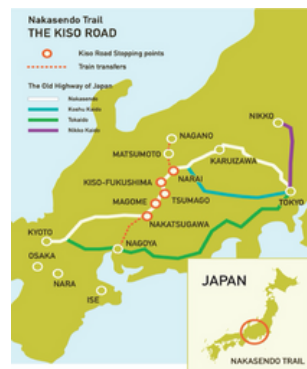 Nakasendo Trail
THE KISO ROAD
Kiso Road Stopping points
Train transfers
The Old Highway of Japan
Nakasendo
Koshu Kaido
Tokaido
Nikko Kaido
NIKKO
NAGANO
MATSUMOTO
KARUIZAWA
KISO-FUKUSHIMA
NARAI
MAGOME
TSUMAGO
TOKYO
NAKATSUGAWA
KYOTO
NAGOYA
OSAKA
NARA
ISE
JAPAN
NAKASENDO TRAIL